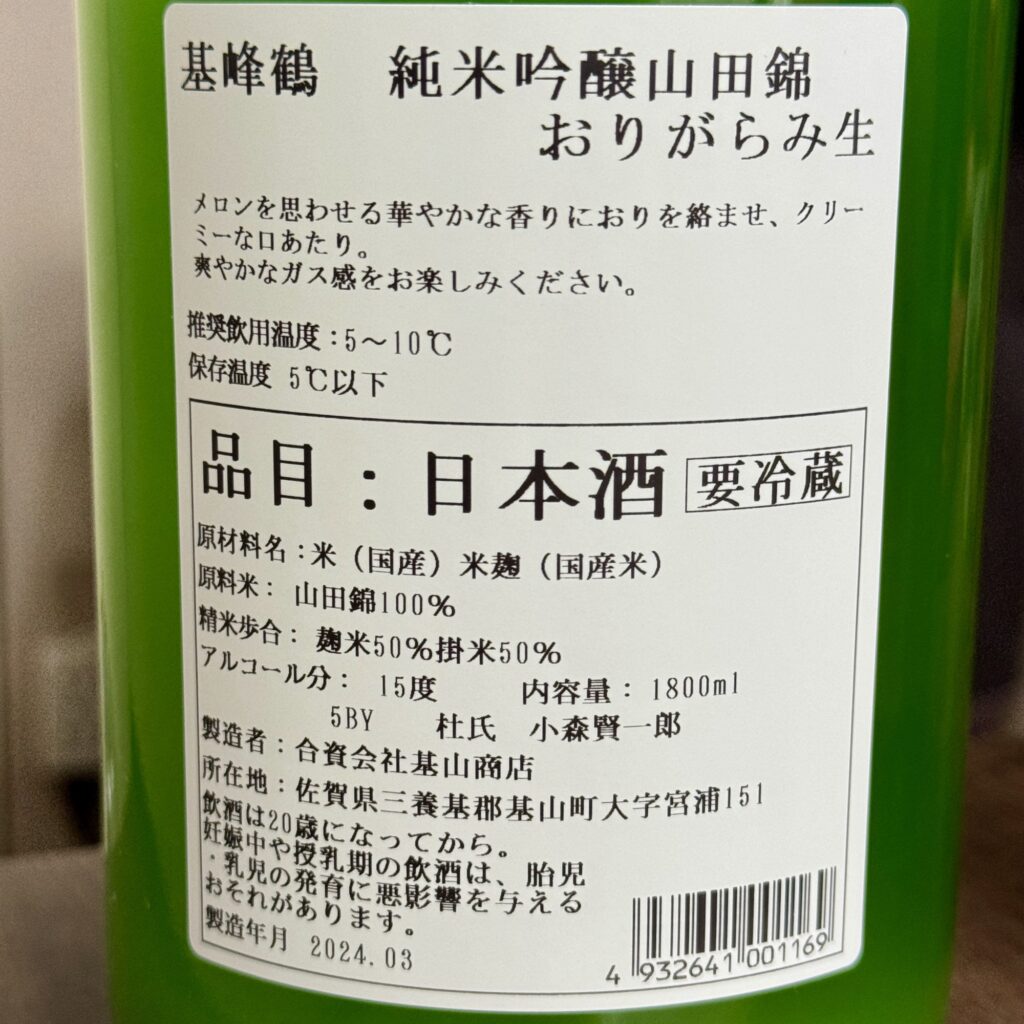 基峰鶴　純米吟醸山田錦
おりがらみ生
メロンを思わせる華やかな香りにおりを絡ませ、クリー
ミーな口あたり。
爽やかなガス感をお楽しみください。
推奨飲用温度：5～10℃
保存温度 5℃以下
品目：日本酒 要冷蔵
原材料名：米（国産）米麹（国産米）
原料米： 山田錦100％
精米歩合： 麹米50％掛米50％
アルコール分： 15度 内容量： 1800ml
5BY 杜氏 小森賢一郎
製造者：合資会社基山商店
所在地：佐賀県三養基郡基山町大字宮浦151
飲酒は20歳になってから。
妊娠中や授乳期の飲酒は、胎児
・乳児の発育に悪影響を与える
おそれがあります。
製造年月 2024.03
4 932641 001169